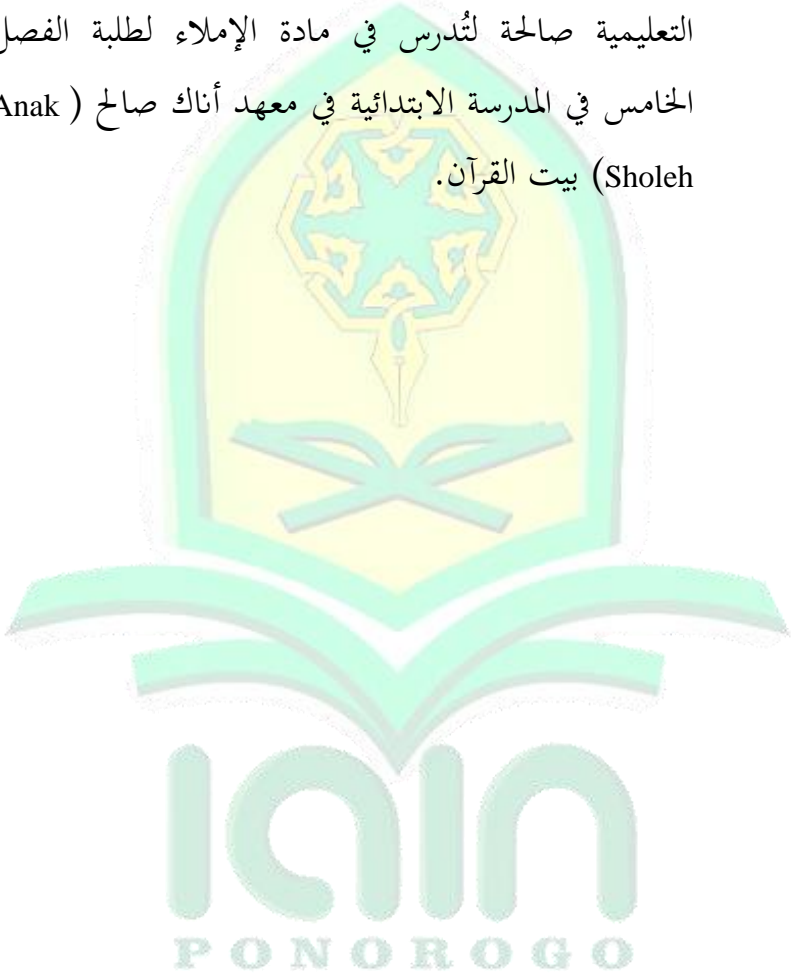 التعليمية صالحة لتُدرس في مادة الإملاء لطلبة الفصل
الخامس في المدرسة الابتدائية في معهد أناك صالح ( Anak
Sholeh) بيت القرآن.
IAIN
PONOROGO